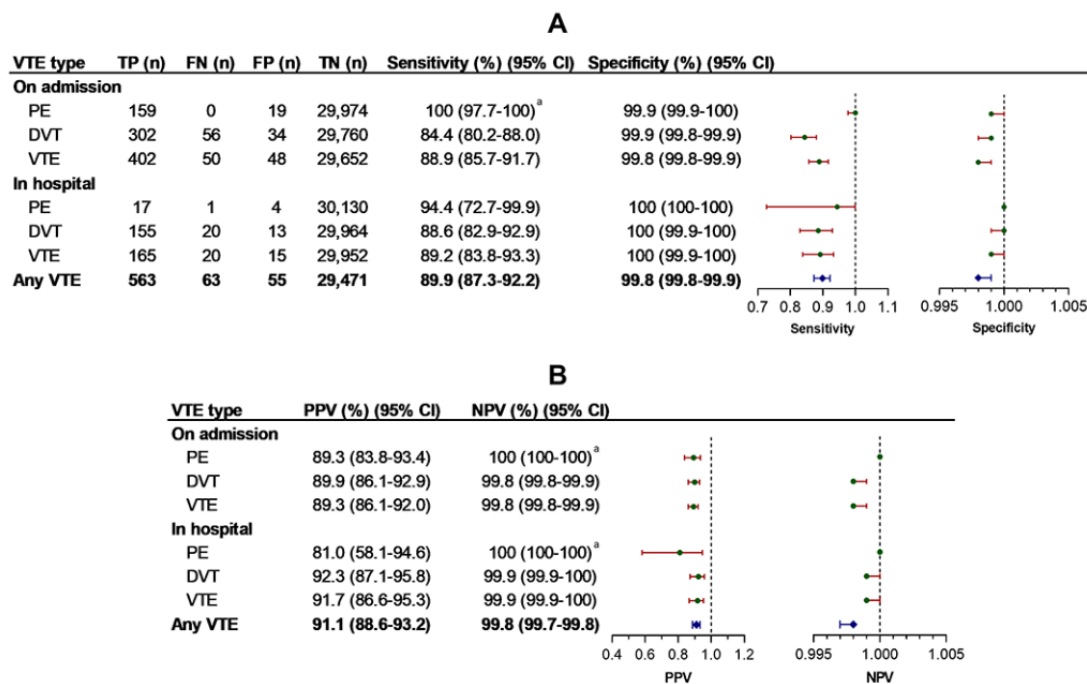 A
VTE type TP (n) FN (n) FP (n) TN (n) Sensitivity (%) (95% CI) Specificity (%) (95% CI)
On admission
PE 159 0 19 29,974 100 (97.7-100)ᵃ 99.9 (99.9-100)
DVT 302 56 34 29,760 84.4 (80.2-88.0) 99.9 (99.8-99.9)
VTE 402 50 48 29,652 88.9 (85.7-91.7) 99.8 (99.8-99.9)
In hospital
PE 17 1 4 30,130 94.4 (72.7-99.9) 100 (100-100)
DVT 155 20 13 29,964 88.6 (82.9-92.9) 100 (99.9-100)
VTE 165 20 15 29,952 89.2 (83.8-93.3) 100 (99.9-100)
Any VTE 563 63 55 29,471 89.9 (87.3-92.2) 99.8 (99.8-99.9)
0.7 0.8 0.9 1.0 1.1 0.995 1.000 1.005
Sensitivity Specificity
B
VTE type PPV (%) (95% CI) NPV (%) (95% CI)
On admission
PE 89.3 (83.8-93.4) 100 (100-100)ᵃ
DVT 89.9 (86.1-92.9) 99.8 (99.8-99.9)
VTE 89.3 (86.1-92.0) 99.8 (99.8-99.9)
In hospital
PE 81.0 (58.1-94.6) 100 (100-100)ᵃ
DVT 92.3 (87.1-95.8) 99.9 (99.9-100)
VTE 91.7 (86.6-95.3) 99.9 (99.9-100)
Any VTE 91.1 (88.6-93.2) 99.8 (99.7-99.8)
0.4 0.6 0.8 1.0 1.2 0.995 1.000 1.005
PPV NPV